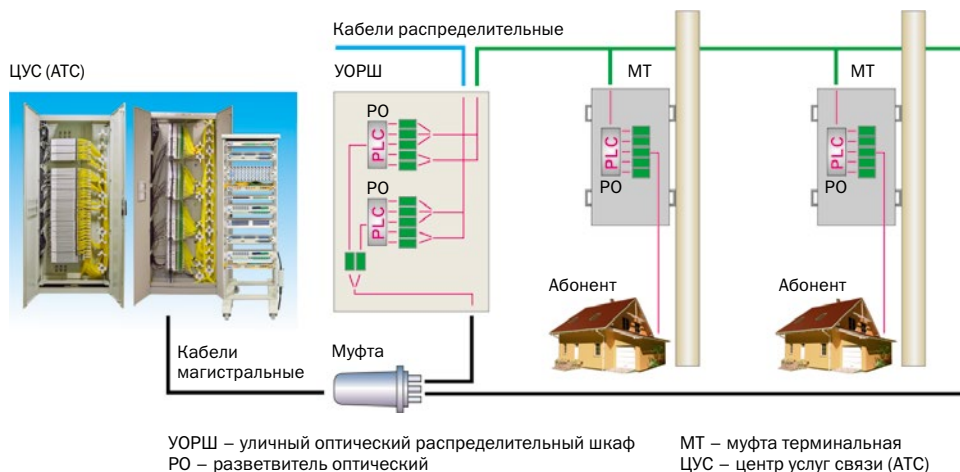 Кабели распределительные
ЦУС (АТС)
УОРШ
МТ
МТ
РО
PLC
РО
PLC
PLC
РО
PLC
РО
Абонент
Абонент
Кабели
магистральные
Муфта
УОРШ – уличный оптический распределительный шкаф
РО – разветвитель оптический
МТ – муфта терминальная
ЦУС – центр услуг связи (АТС)